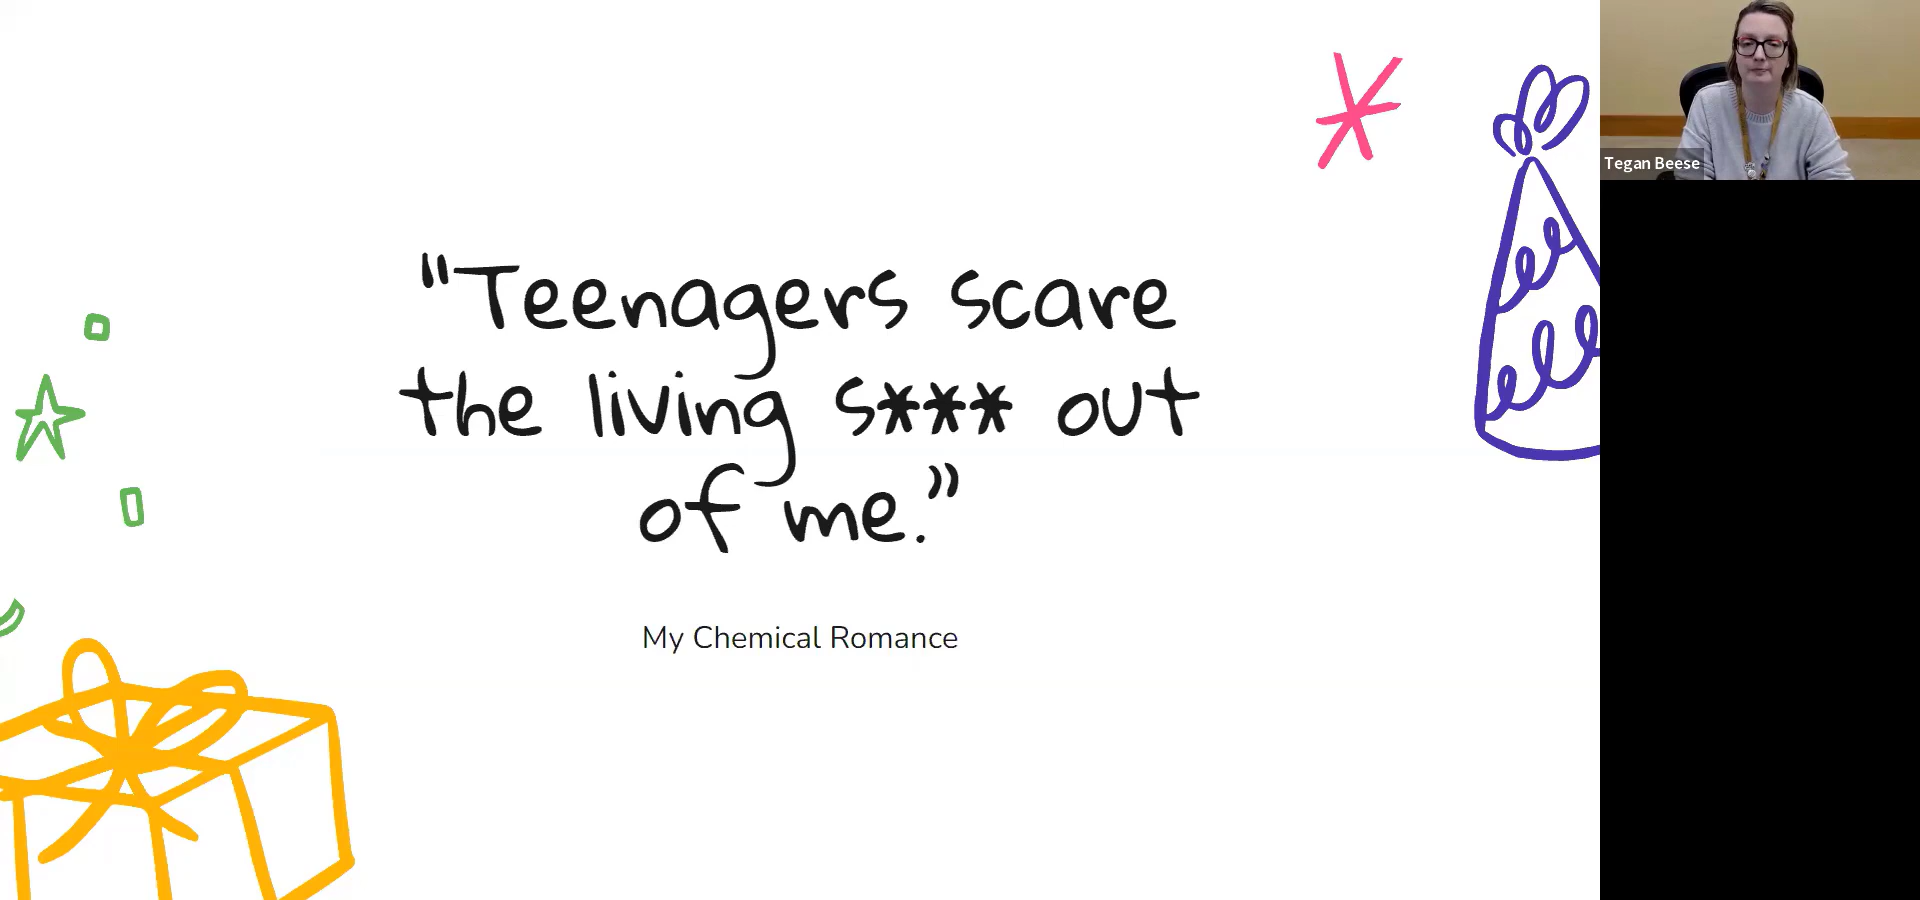 "Teenagers scare
the living s*** out
of me."
My Chemical Romance
Tegan Beese